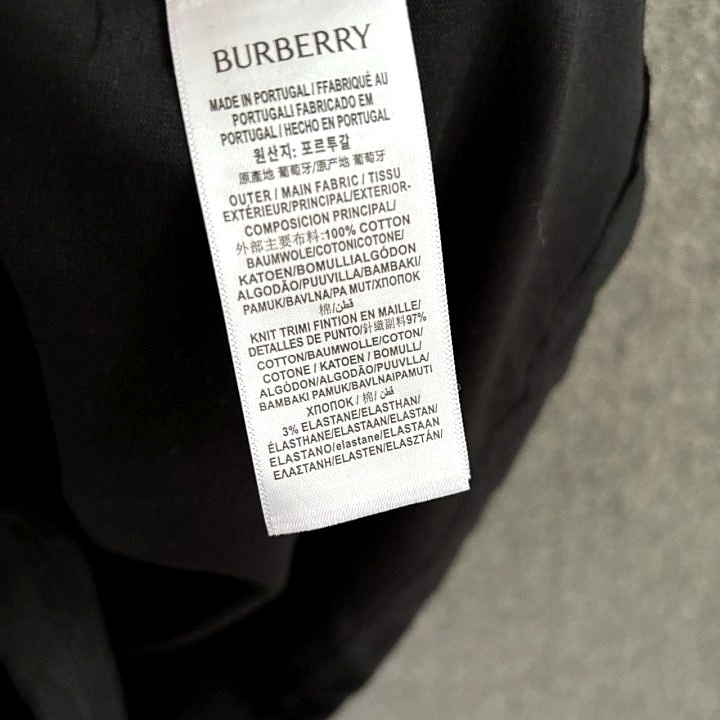 BURBERRY
MADE IN PORTUGAL / FFABRIQUÉ AU
PORTUGALI FABRICADO EM
PORTUGAL / HECHO EN PORTUGAL
원산지: 포르투갈
原產地 葡萄牙/原产地 葡萄牙
OUTER / MAIN FABRIC / TISSU
EXTÉRIEUR/PRINCIPAL/EXTERIOR-
COMPOSICION PRINCIPAL/
外部主要布料:100% COTTON
BAUMWOLE/COTONICOTONE/
KATOEN/BOMULLIALGODÓN
ALGODÃO/PUUVILLA/BAMBAKI/
PAMUK/BAVLNA/PA MUT/ХПОПОК
棉/قطن
KNIT TRIMI FINTION EN MAILLE/
DETALLES DE PUNTO/針織副料97%
COTTON/BAUMWOLLE/COTON/
COTONE / KATOEN / BOMULL/
ALGÓDON/ALGODÃO/PUUVLLA/
BAMBAKI PAMUK/BAVLNAIPAMUTI
ХПОПОК / 棉/ قطن
3% ELASTANE/ELASTHAN/
ÉLASTHANE/ELASTAAN/ELASTAN/
ELASTANO/elastane/ELASTAAN
ΕΛΑΣΤΑΝΗ/ELASTEN/ELASZTÁN/